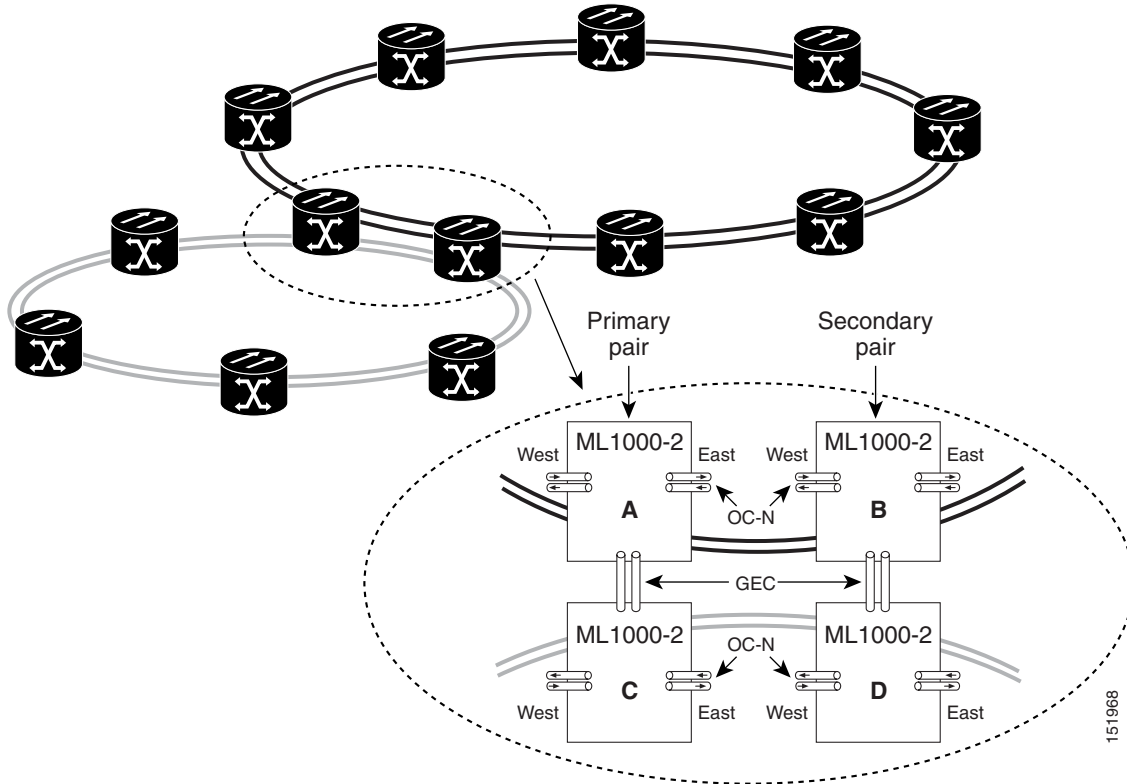 Primary
pair
Secondary
pair
ML1000-2
ML1000-2
West
East
West
East
A
B
OC-N
GEC
ML1000-2
ML1000-2
OC-N
C
D
West
East
West
East
151968